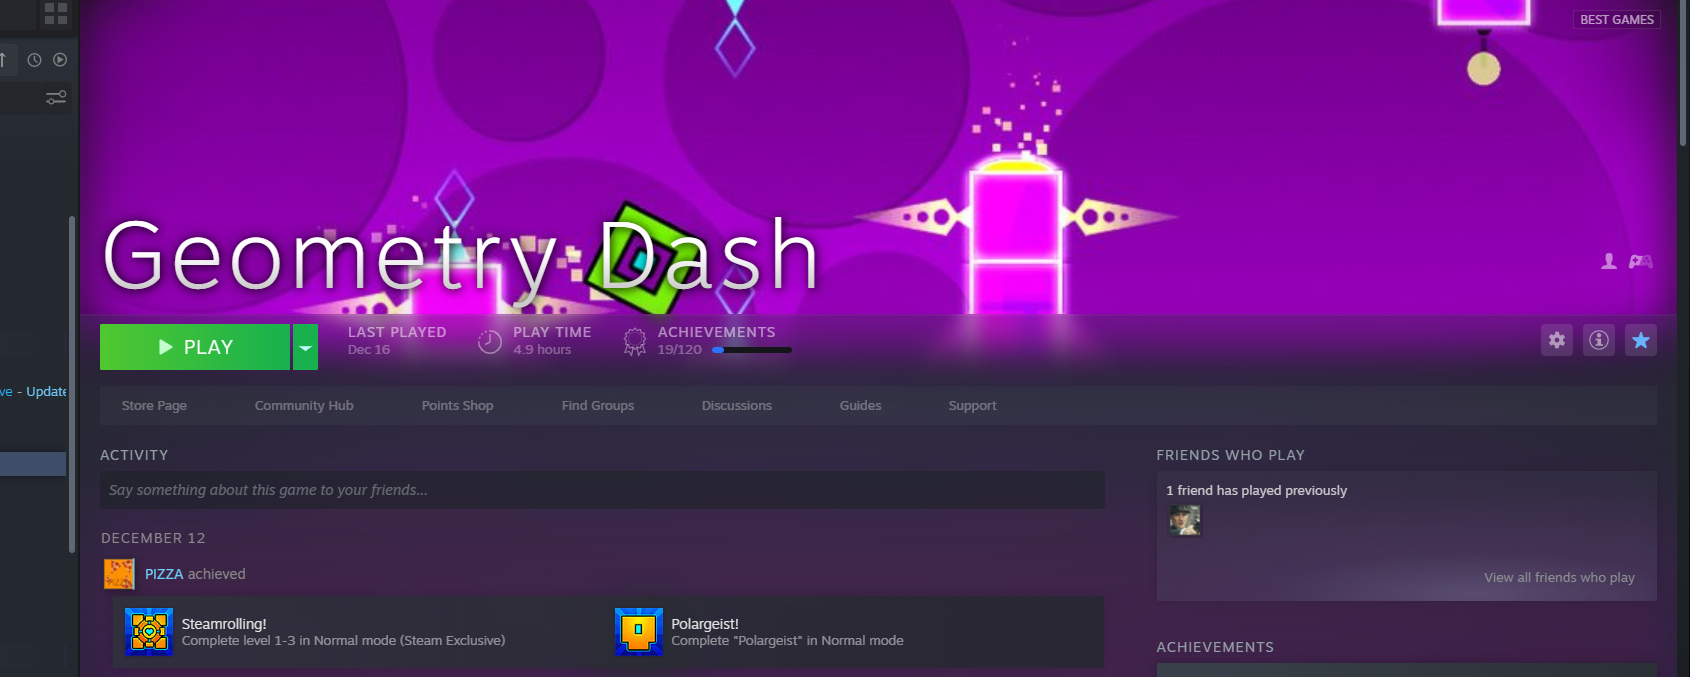 BEST GAMES
Geometry Dash
PLAY
LAST PLAYED
Dec 16
PLAY TIME
4.9 hours
ACHIEVEMENTS
19/120
ve - Update
Store Page
Community Hub
Points Shop
Find Groups
Discussions
Guides
Support
ACTIVITY
Say something about this game to your friends...
DECEMBER 12
PIZZA achieved
Steamrolling!
Complete level 1-3 in Normal mode (Steam Exclusive)
Polargeist!
Complete "Polargeist" in Normal mode
FRIENDS WHO PLAY
1 friend has played previously
View all friends who play
ACHIEVEMENTS